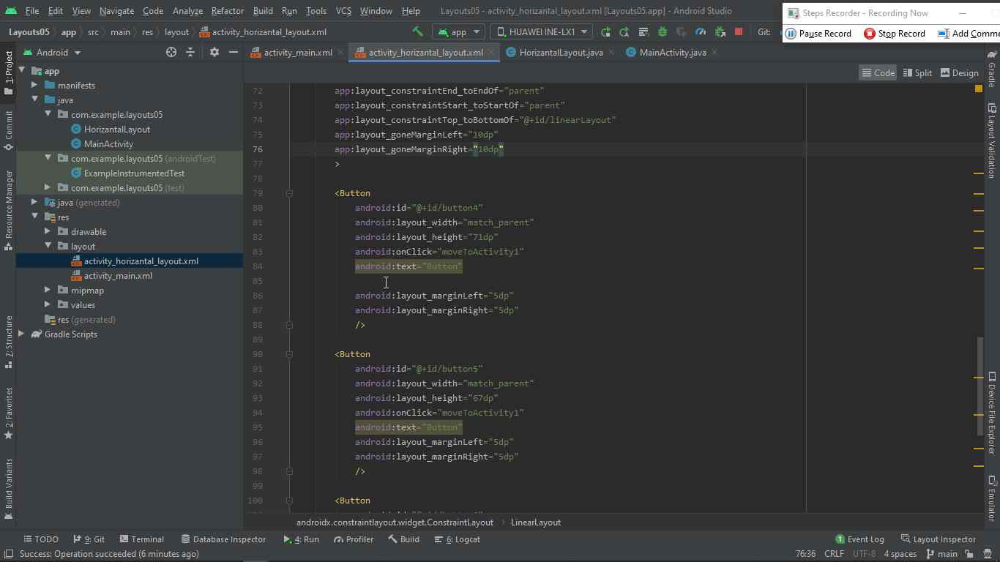 File Edit View Navigate Code Analyze Refactor Build Run Tools VCS Window Help Layouts05 - activity_horizantal_layout.xml [Layouts05.app] - Android Studio
Steps Recorder - Recording Now
Pause Record Stop Record Add Comme
Layouts05 app src main res layout activity_horizantal_layout.xml app HUAWEI INE-LX1 Git:
Android
activity_main.xml activity_horizantal_layout.xml HorizantalLayout.java MainActivity.java
Code Split Design
1: Project
Commit
Resource Manager
7: Structure
2: Favorites
Build Variants
app
manifests
java
com.example.layouts05
HorizantalLayout
MainActivity
com.example.layouts05 (androidTest)
ExampleInstrumentedTest
com.example.layouts05 (test)
java (generated)
res
drawable
layout
activity_horizantal_layout.xml
activity_main.xml
mipmap
values
res (generated)
Gradle Scripts
72 app:layout_constraintEnd_toEndOf="parent"
73 app:layout_constraintStart_toStartOf="parent"
74 app:layout_constraintTop_toBottomOf="@+id/linearLayout"
75 app:layout_goneMarginLeft="10dp"
76 app:layout_goneMarginRight="10dp"
77 >
78
79 <Button
80 android:id="@+id/button4"
81 android:layout_width="match_parent"
82 android:layout_height="71dp"
83 android:onClick="moveToActivity1"
84 android:text="Button"
85
86 android:layout_marginLeft="5dp"
87 android:layout_marginRight="5dp"
88 />
89
90 <Button
91 android:id="@+id/button5"
92 android:layout_width="match_parent"
93 android:layout_height="67dp"
94 android:onClick="moveToActivity1"
95 android:text="Button"
96 android:layout_marginLeft="5dp"
97 android:layout_marginRight="5dp"
98 />
99
100 <Button
androidx.constraintlayout.widget.ConstraintLayout LinearLayout
Gradle
Layout Validation
Device File Explorer
Emulator
TODO 9: Git Terminal Database Inspector 4: Run Profiler Build 6: Logcat 1 Event Log Layout Inspector
Success: Operation succeeded (6 minutes ago) 76:36 CRLF UTF-8 4 spaces main